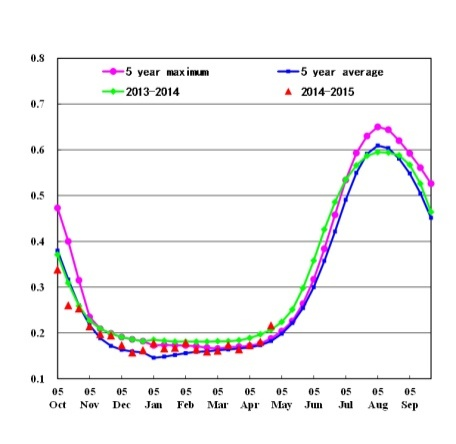 0.8
5 year maximum
5 year average
2013-2014
2014-2015
0.7
0.6
0.5
0.4
0.3
0.2
0.1
05 05 05 05 05 05 05 05 05 05 05 05
Oct Nov Dec Jan Feb Mar Apr May Jun Jul Aug Sep